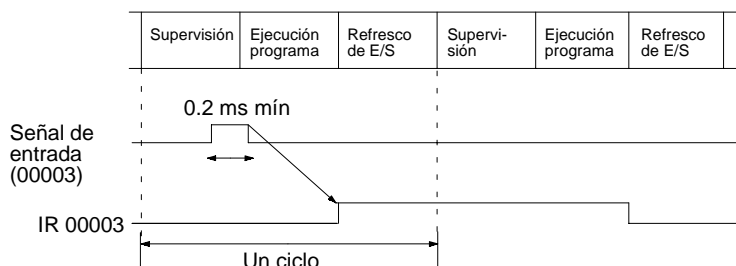 Supervisión
Ejecución
programa
Refresco
de E/S
Supervi-
sión
Ejecución
programa
Refresco
de E/S
0.2 ms mín
Señal de
entrada
(00003)
IR 00003
Un ciclo